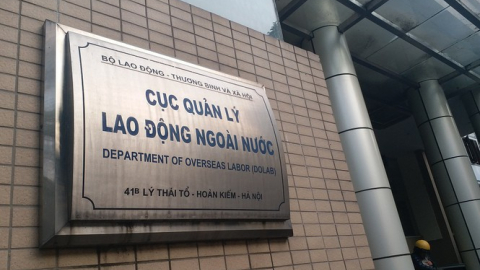 BỘ LAO ĐỘNG - THƯƠNG BINH VÀ XÃ HỘI
CỤC QUẢN LÝ
LAO ĐỘNG NGOÀI NƯỚC
DEPARTMENT OF OVERSEAS LABOR (DOLAB)
41B LÝ THÁI TỔ - HOÀN KIẾM - HÀ NỘI